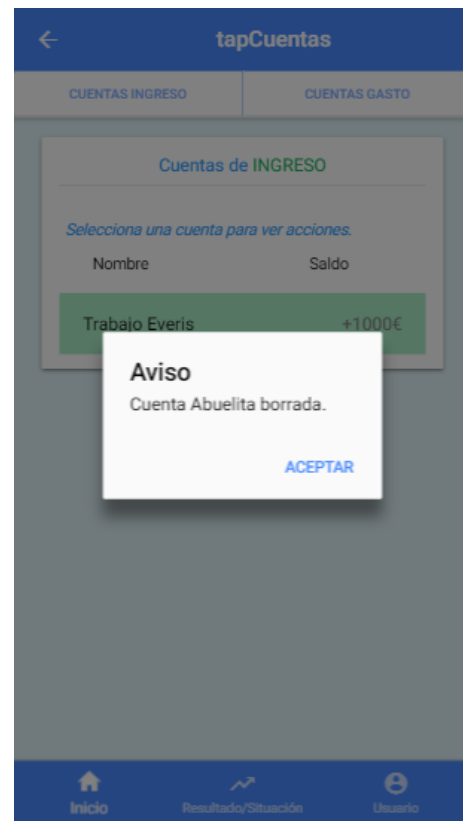 tapCuentas
CUENTAS INGRESO CUENTAS GASTO
Cuentas de INGRESO
Selecciona una cuenta para ver acciones.
Nombre Saldo
Trabajo Everis +1000€
Aviso
Cuenta Abuelita borrada.
ACEPTAR
Inicio Resultado/Situación Usuario